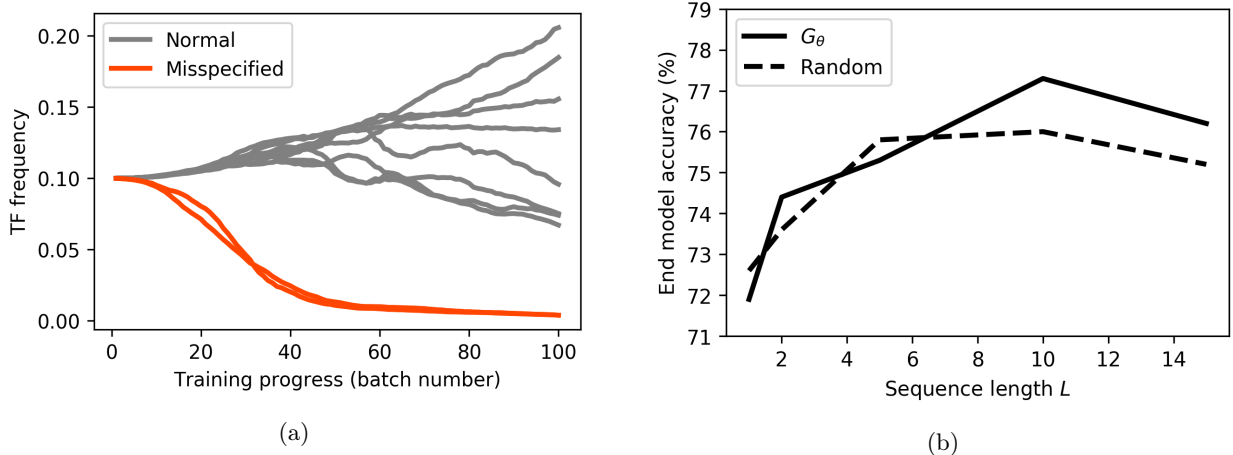 0.20
0.15
0.10
0.05
0.00
TF frequency
Normal
Misspecified
0
20
40
60
80
100
Training progress (batch number)
(a)
79
78
77
76
75
74
73
72
71
End model accuracy (%)
G_θ
Random
2
4
6
8
10
12
14
Sequence length L
(b)